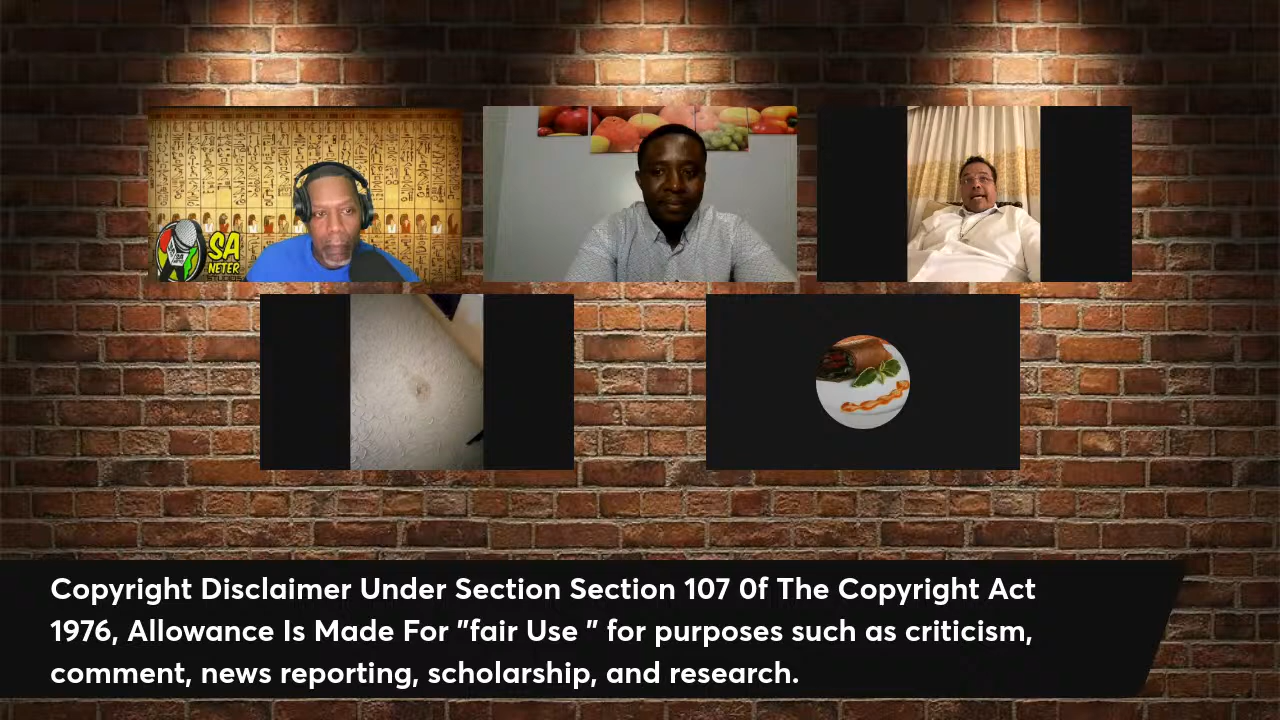 SA
NETER
STUDIOS
Copyright Disclaimer Under Section Section 107 0f The Copyright Act
1976, Allowance Is Made For "fair Use " for purposes such as criticism,
comment, news reporting, scholarship, and research.